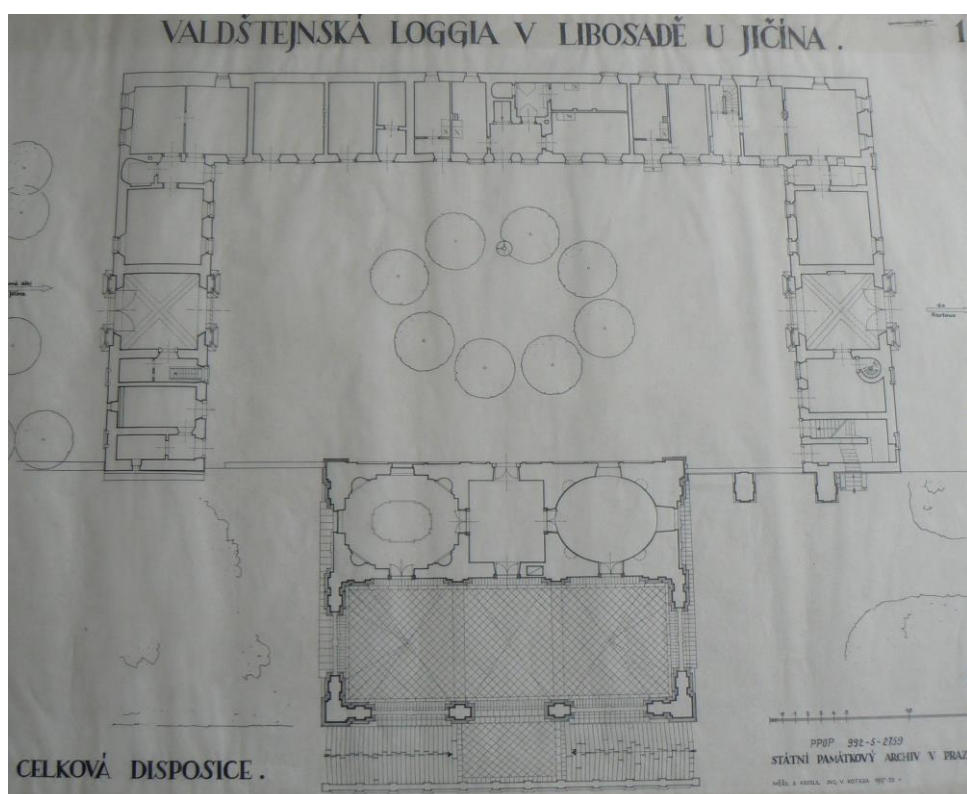 VALDŠTEJNSKÁ LOGGIA V LIBOSADĚ U JIČÍNA.
1
CELKOVÁ DISPOSICE.
PPOP 992-5-2759
STÁTNÍ PAMÁTKOVÝ ARCHIV V PRAZ